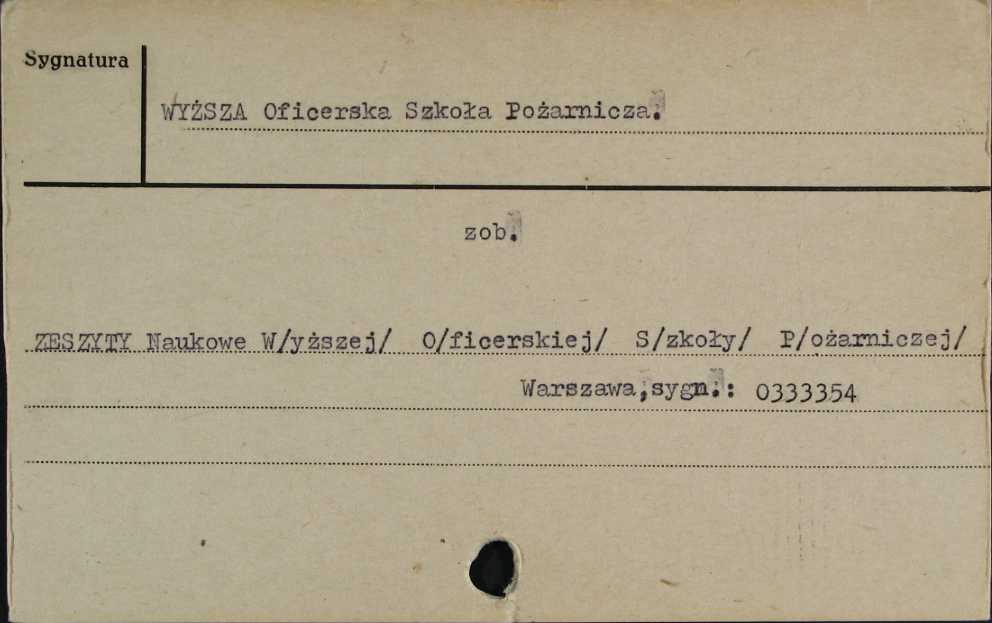 Sygnatura
WYŻSZA Oficerska Szkoła Pożarnicza.
zob.
ZESZYTY Naukowe W/yższej/ O/ficerskiej/ S/zkoły/ P/ożarniczej/
Warszawa,sygn.: 0333354